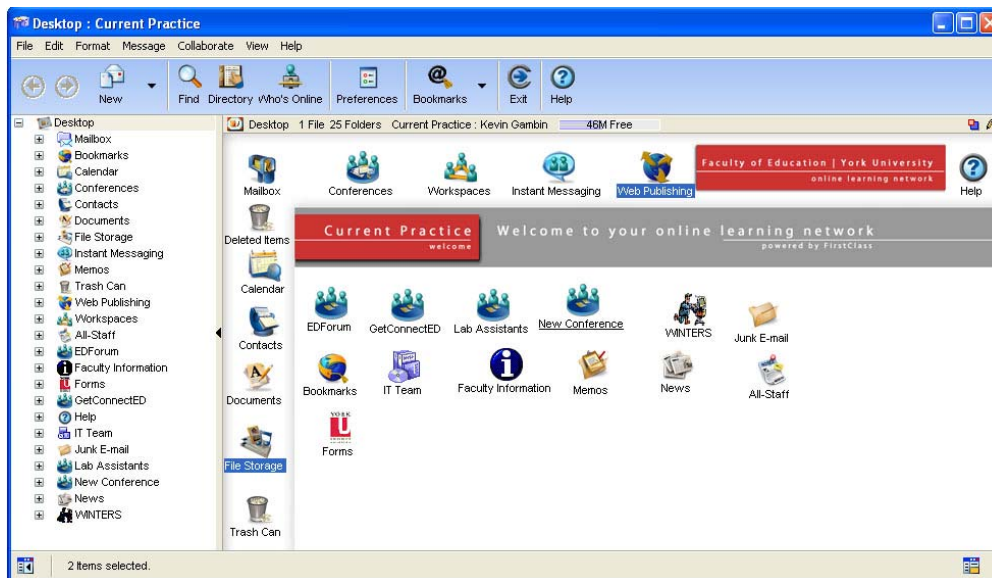 Desktop : Current Practice
File Edit Format Message Collaborate View Help
New Find Directory Who's Online Preferences Bookmarks Exit Help
Desktop 1 File 25 Folders Current Practice : Kevin Gambin 46M Free
Desktop
Mailbox
Bookmarks
Calendar
Conferences
Contacts
Documents
File Storage
Instant Messaging
Memos
Trash Can
Web Publishing
Workspaces
All-Staff
EDForum
Faculty Information
Forms
GetConnectED
Help
IT Team
Junk E-mail
Lab Assistants
New Conference
News
WINTERS
Mailbox Conferences Workspaces Instant Messaging Web Publishing
Faculty of Education | York University
online learning network
Help
Deleted Items
Calendar
Contacts
Documents
File Storage
Trash Can
Current Practice
welcome
Welcome to your online learning network
powered by FirstClass
EDForum GetConnectED Lab Assistants New Conference WINTERS Junk E-mail
Bookmarks IT Team Faculty Information Memos News All-Staff
YORK
U
Forms
2 Items selected.